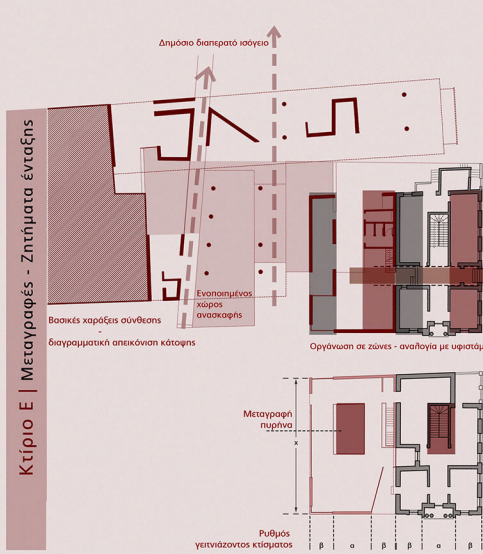 Δημόσιο διαπερατό ισόγειο
Κτίριο Ε | Μεταγραφές - Ζητήματα ένταξης
Ενοποιημένος
χώρος
ανασκαφής
Βασικές χαράξεις σύνθεσης
-
διαγραμματική απεικόνιση κάτοψης
Οργάνωση σε ζώνες - αναλογία με υφιστάμ
Μεταγραφή
πυρήνα
x
Ρυθμός
γειτνιάζοντος κτίσματος
β α β β α β